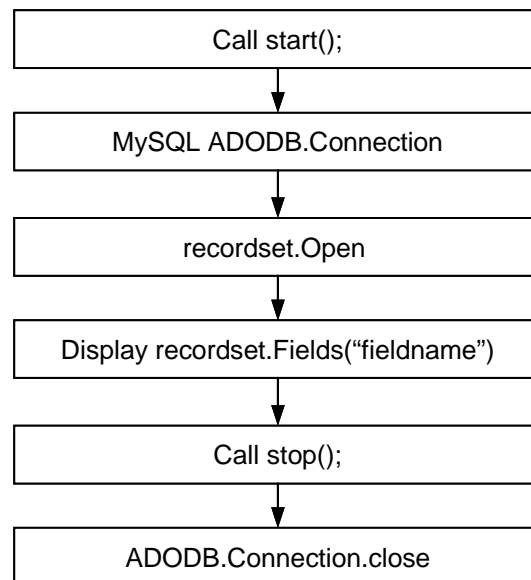 Call start();
MySQL ADODB.Connection
recordset.Open
Display recordset.Fields(“fieldname”)
Call stop();
ADODB.Connection.close